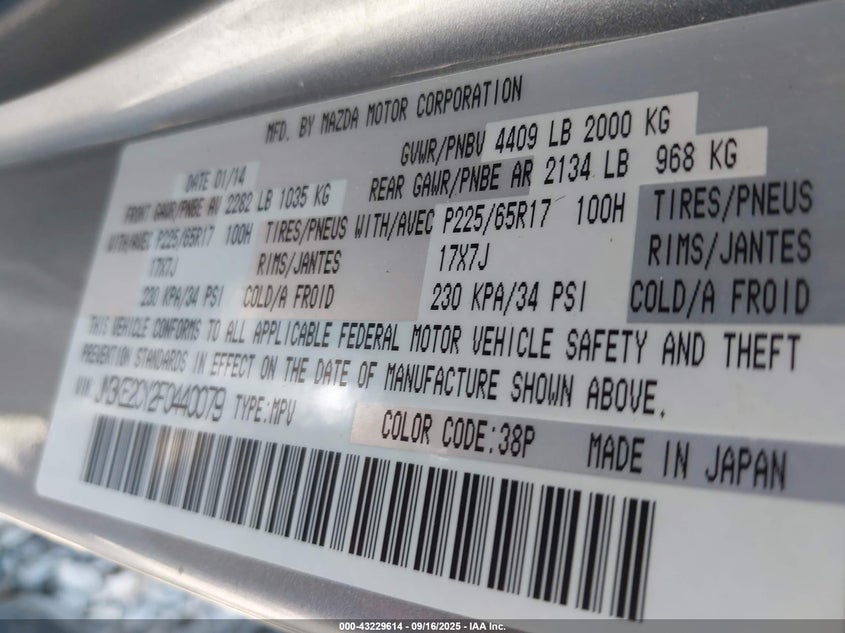 MFD. BY MAZDA MOTOR CORPORATION
DATE 01/14 GVWR/PNBV 4409 LB 2000 KG
FRONT GAWR/PNBE AV 2282 LB 1035 KG REAR GAWR/PNBE AR 2134 LB 968 KG
WITH/AVEC P225/65R17 100H TIRES/PNEUS WITH/AVEC P225/65R17 100H TIRES/PNEUS
17X7J RIMS/JANTES 17X7J RIMS/JANTES
230 KPA/34 PSI COLD/A FROID 230 KPA/34 PSI COLD/A FROID
THIS VEHICLE CONFORMS TO ALL APPLICABLE FEDERAL MOTOR VEHICLE SAFETY AND THEFT
PREVENTION STANDARDS IN EFFECT ON THE DATE OF MANUFACTURE SHOWN ABOVE.
VIN: JM3KE2CY2F0440079 TYPE:MPV
COLOR CODE:38P MADE IN JAPAN
000-43229614 - 09/16/2025 - IAA Inc.